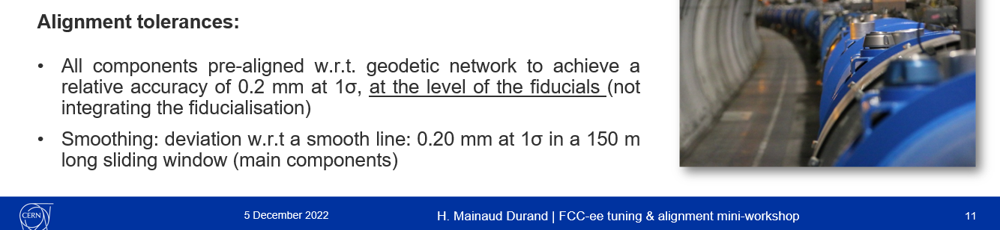 Alignment tolerances:
• All components pre-aligned w.r.t. geodetic network to achieve a
relative accuracy of 0.2 mm at 1σ, at the level of the fiducials (not
integrating the fiducialisation)
• Smoothing: deviation w.r.t a smooth line: 0.20 mm at 1σ in a 150 m
long sliding window (main components)
CERN
5 December 2022
H. Mainaud Durand | FCC-ee tuning & alignment mini-workshop
11